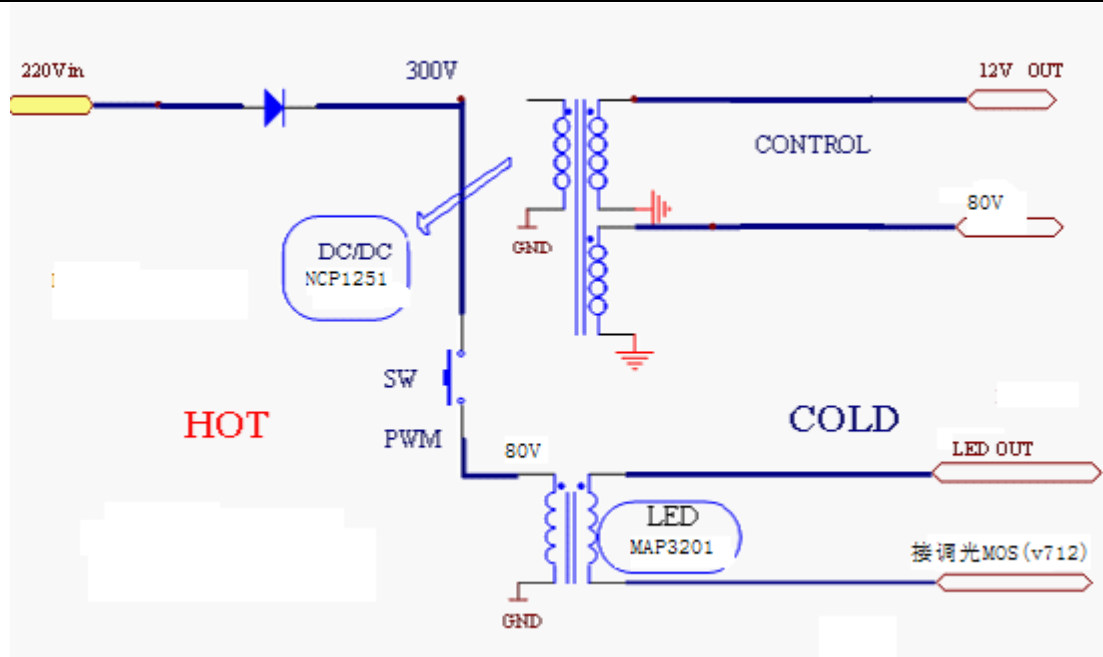 220Vin
300V
12V OUT
CONTROL
80V
GND
DC/DC
NCP1251
SW
HOT
COLD
PWM
80V
LED OUT
LED
MAP3201
接调光MOS(v712)
GND